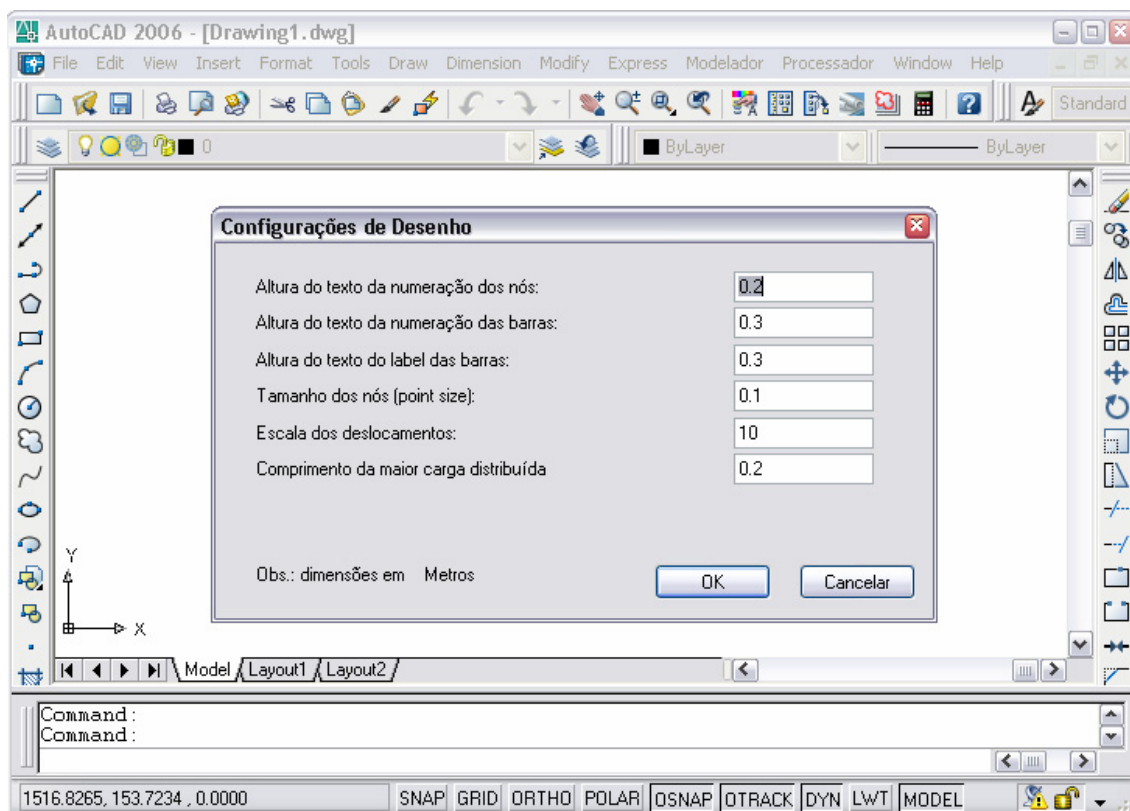 AutoCAD 2006 - [Drawing1.dwg]
File Edit View Insert Format Tools Draw Dimension Modify Express Modelador Processador Window Help
Standard
0 ByLayer ByLayer
Configurações de Desenho
Altura do texto da numeração dos nós: 0.2
Altura do texto da numeração das barras: 0.3
Altura do texto do label das barras: 0.3
Tamanho dos nós (point size): 0.1
Escala dos deslocamentos: 10
Comprimento da maior carga distribuída 0.2
Obs.: dimensões em Metros OK Cancelar
Y
X
Model Layout1 Layout2
Command:
Command:
1516.8265, 153.7234 , 0.0000 SNAP GRID ORTHO POLAR OSNAP OTRACK DYN LWT MODEL